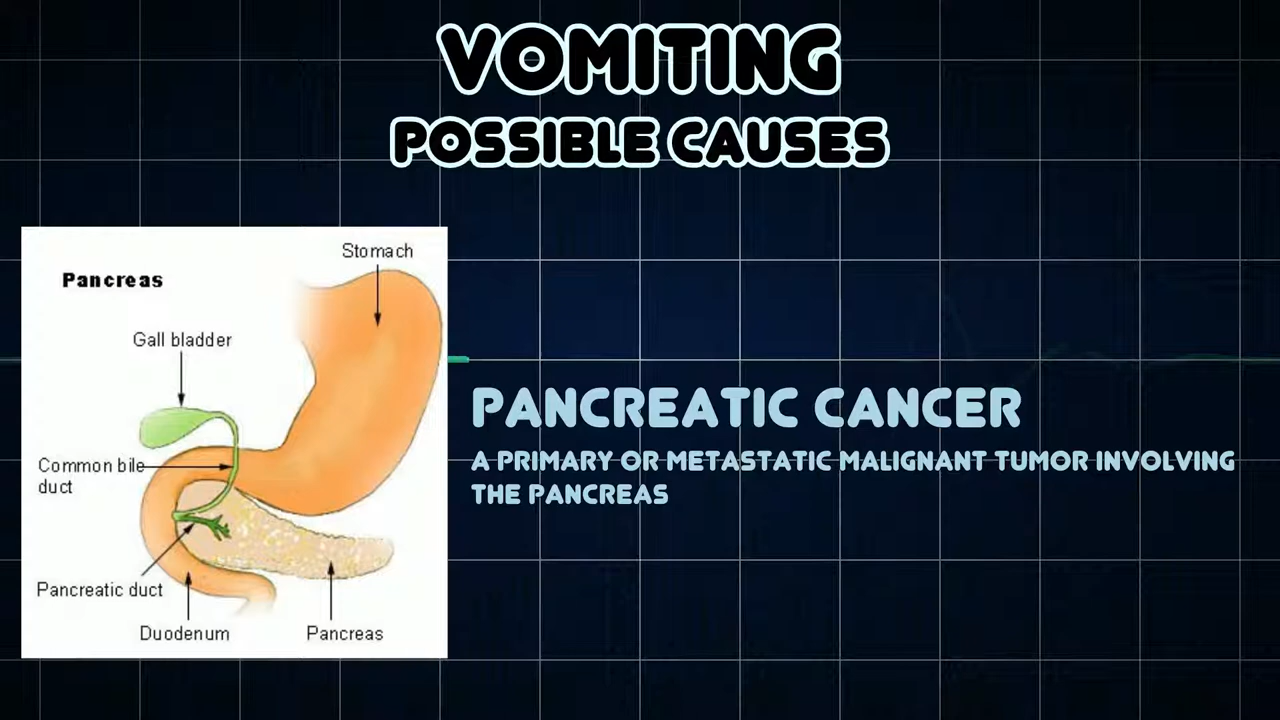 VOMITING
POSSIBLE CAUSES
Stomach
Pancreas
Gall bladder
Common bile
duct
Pancreatic duct
Duodenum
Pancreas
PANCREATIC CANCER
A PRIMARY OR METASTATIC MALIGNANT TUMOR INVOLVING
THE PANCREAS